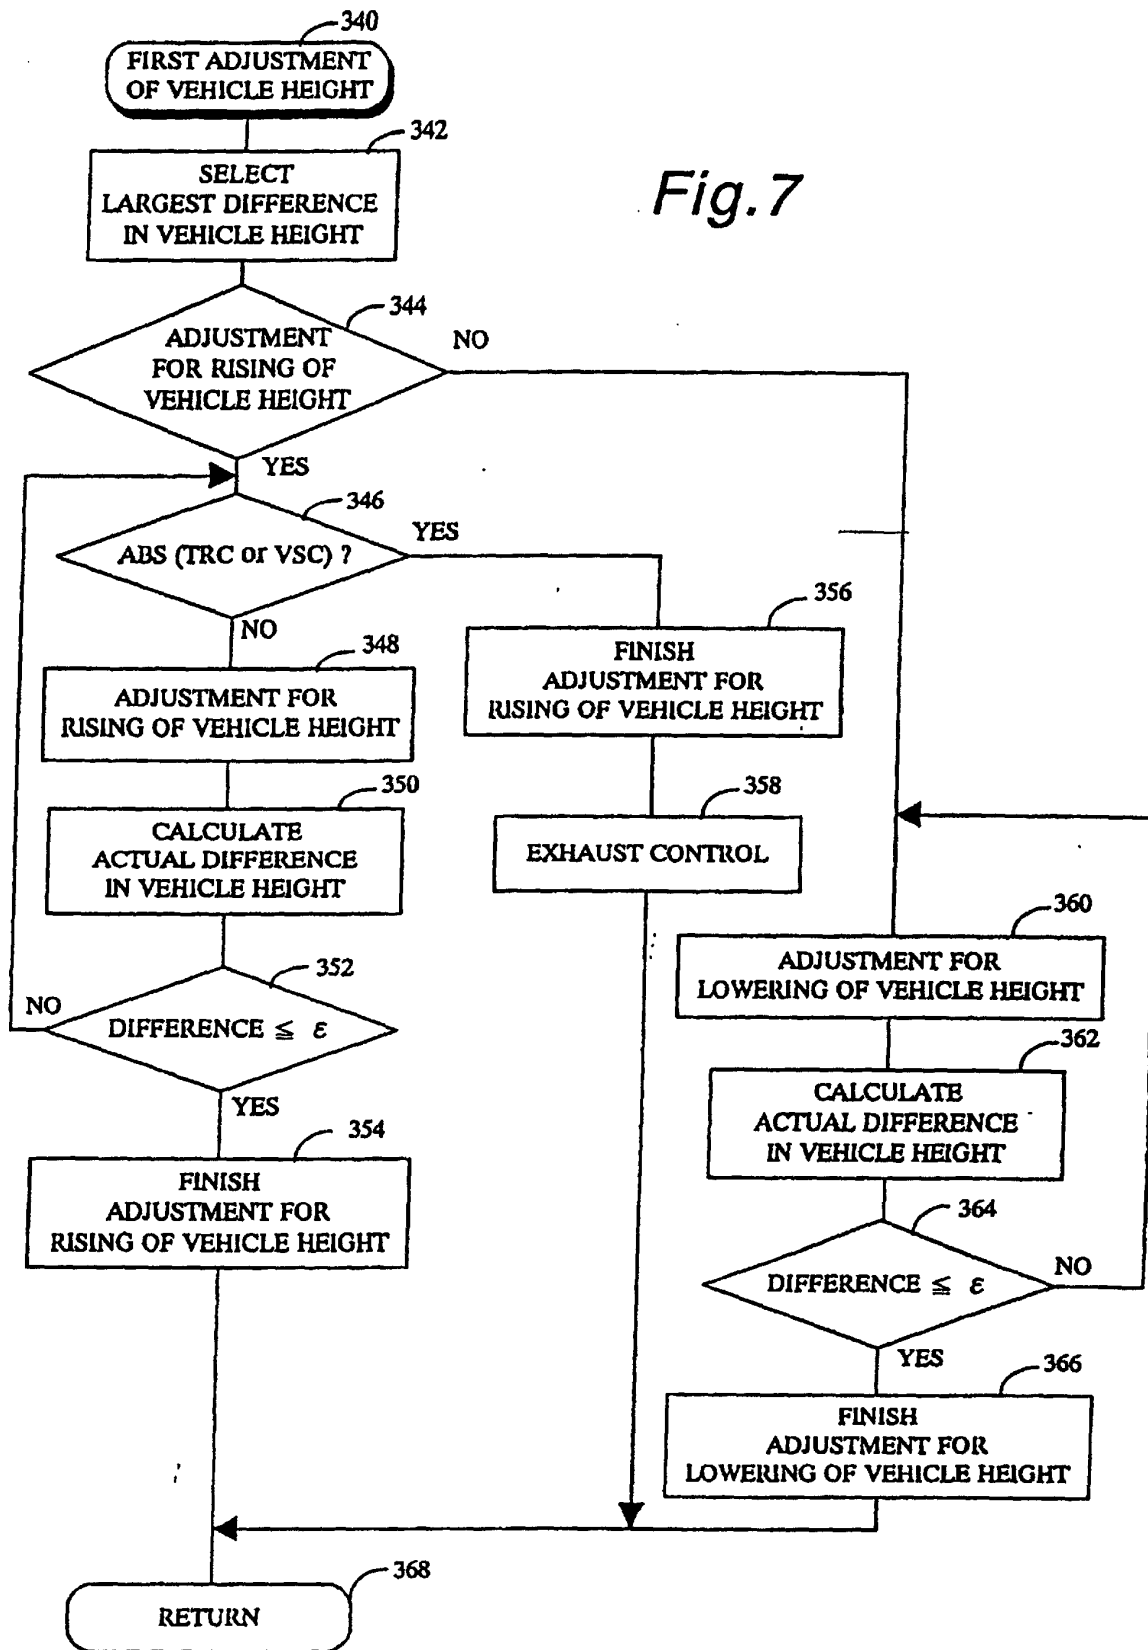 340
FIRST ADJUSTMENT
OF VEHICLE HEIGHT
342
SELECT
LARGEST DIFFERENCE
IN VEHICLE HEIGHT
Fig.7
344
ADJUSTMENT
FOR RISING OF
VEHICLE HEIGHT
NO
YES
346
ABS (TRC or VSC) ?
YES
NO
348
ADJUSTMENT FOR
RISING OF VEHICLE HEIGHT
350
CALCULATE
ACTUAL DIFFERENCE
IN VEHICLE HEIGHT
352
NO
DIFFERENCE ≦ ε
YES
354
FINISH
ADJUSTMENT FOR
RISING OF VEHICLE HEIGHT
356
FINISH
ADJUSTMENT FOR
RISING OF VEHICLE HEIGHT
358
EXHAUST CONTROL
360
ADJUSTMENT FOR
LOWERING OF VEHICLE HEIGHT
362
CALCULATE
ACTUAL DIFFERENCE
IN VEHICLE HEIGHT
364
DIFFERENCE ≦ ε
NO
YES
366
FINISH
ADJUSTMENT FOR
LOWERING OF VEHICLE HEIGHT
368
RETURN